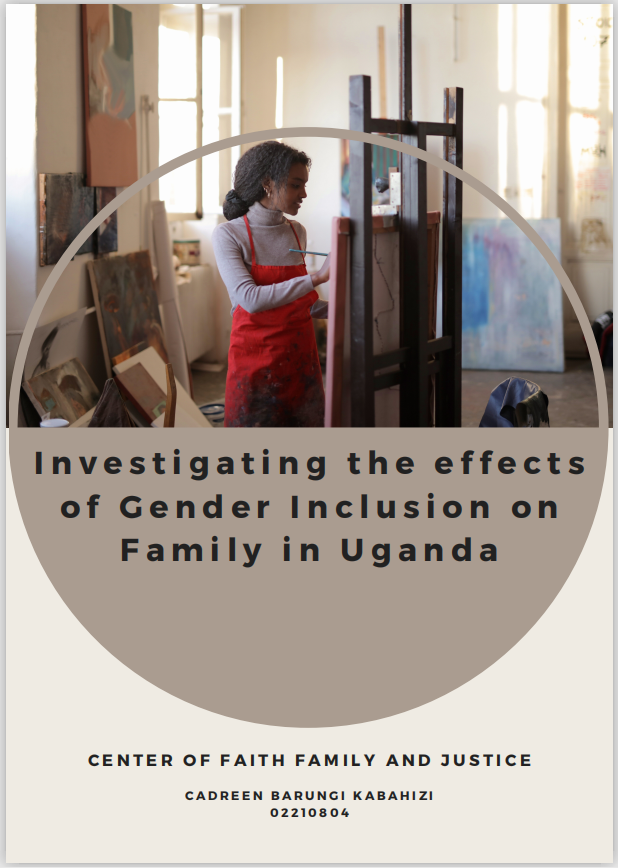 Investigating the effects
of Gender Inclusion on
Family in Uganda
CENTER OF FAITH FAMILY AND JUSTICE
CADREEN BARUNGI KABAHIZI
02210804